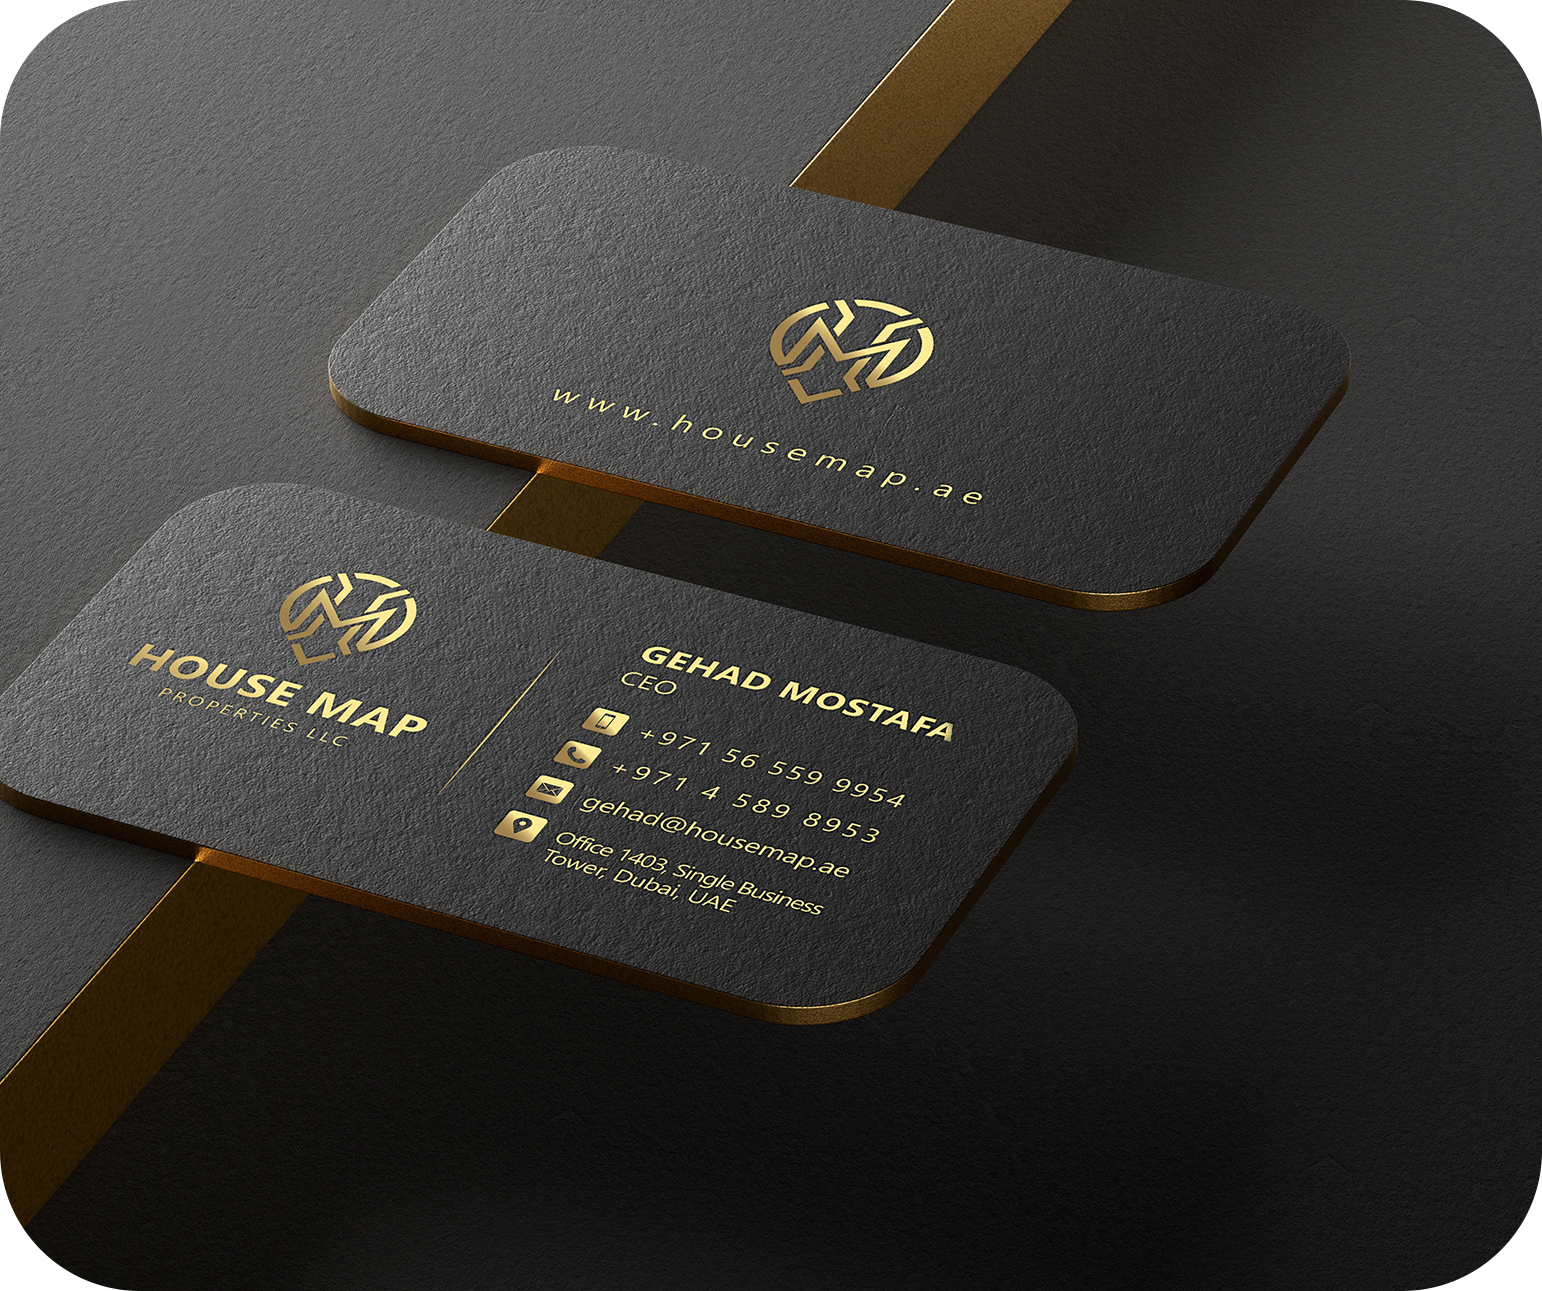 www.housemap.ae
HOUSE MAP
PROPERTIES LLC
GEHAD MOSTAFA
CEO
+971 56 559 9954
+971 4 589 8953
gehad@housemap.ae
Office 1403, Single Business
Tower, Dubai, UAE